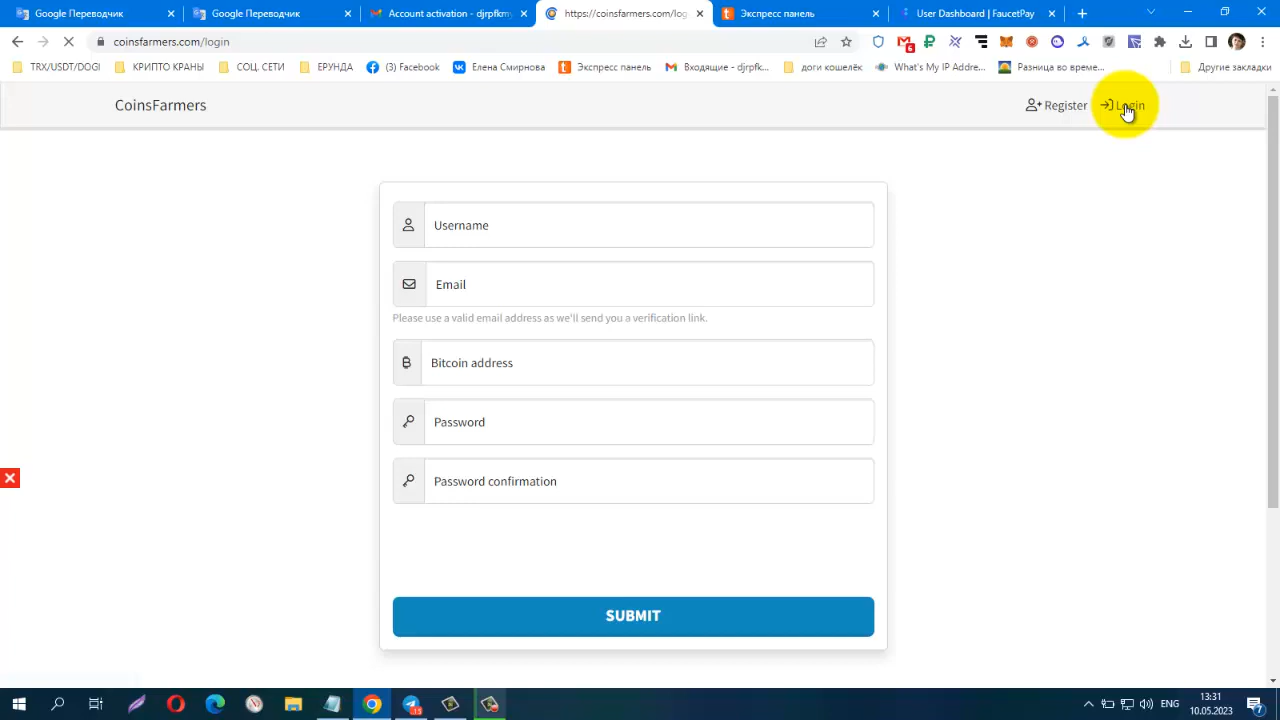 Google Переводчик
Google Переводчик
Account activation - djrpfkmy
https://coinsfarmers.com/log
Экспресс панель
User Dashboard | FaucetPay
coinsfarmers.com/login
6
TRX/USDT/DOGI
КРИПТО КРАНЫ
СОЦ. СЕТИ
ЕРУНДА
(3) Facebook
Елена Смирнова
Экспресс панель
Входящие - djrpfk...
доги кошелёк
What's My IP Addre...
Разница во време...
Другие закладки
CoinsFarmers
Register
Login
Username
Email
Please use a valid email address as we'll send you a verification link.
Bitcoin address
Password
Password confirmation
SUBMIT
ENG
13:31
10.05.2023